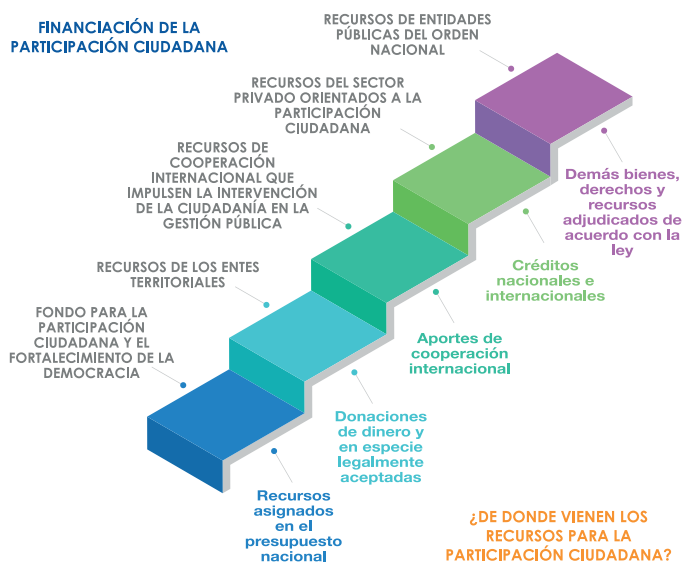 FINANCIACIÓN DE LA
PARTICIPACIÓN CIUDADANA
RECURSOS DE ENTIDADES
PÚBLICAS DEL ORDEN
NACIONAL
RECURSOS DEL SECTOR
PRIVADO ORIENTADOS A LA
PARTICIPACIÓN
CIUDADANA
RECURSOS DE
COOPERACIÓN
INTERNACIONAL QUE
IMPULSEN LA INTERVENCIÓN
DE LA CIUDADANÍA EN LA
GESTIÓN PÚBLICA
RECURSOS DE LOS ENTES
TERRITORIALES
FONDO PARA LA
PARTICIPACIÓN
CIUDADANA Y EL
FORTALECIMIENTO DE LA
DEMOCRACIA
Demás bienes,
derechos y
recursos
adjudicados de
acuerdo con la
ley
Créditos
nacionales e
internacionales
Aportes de
cooperación
internacional
Donaciones
de dinero y
en especie
legalmente
aceptadas
Recursos
asignados
en el
presupuesto
nacional
¿DE DONDE VIENEN LOS
RECURSOS PARA LA
PARTICIPACIÓN CIUDADANA?